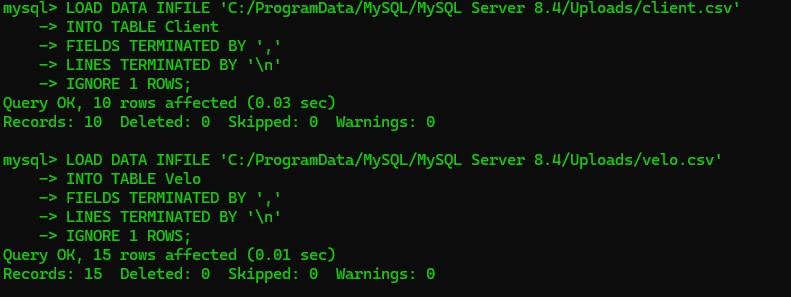 mysql> LOAD DATA INFILE 'C:/ProgramData/MySQL/MySQL Server 8.4/Uploads/client.csv'
    -> INTO TABLE Client
    -> FIELDS TERMINATED BY ','
    -> LINES TERMINATED BY '\n'
    -> IGNORE 1 ROWS;
Query OK, 10 rows affected (0.03 sec)
Records: 10  Deleted: 0  Skipped: 0  Warnings: 0

mysql> LOAD DATA INFILE 'C:/ProgramData/MySQL/MySQL Server 8.4/Uploads/velo.csv'
    -> INTO TABLE Velo
    -> FIELDS TERMINATED BY ','
    -> LINES TERMINATED BY '\n'
    -> IGNORE 1 ROWS;
Query OK, 15 rows affected (0.01 sec)
Records: 15  Deleted: 0  Skipped: 0  Warnings: 0